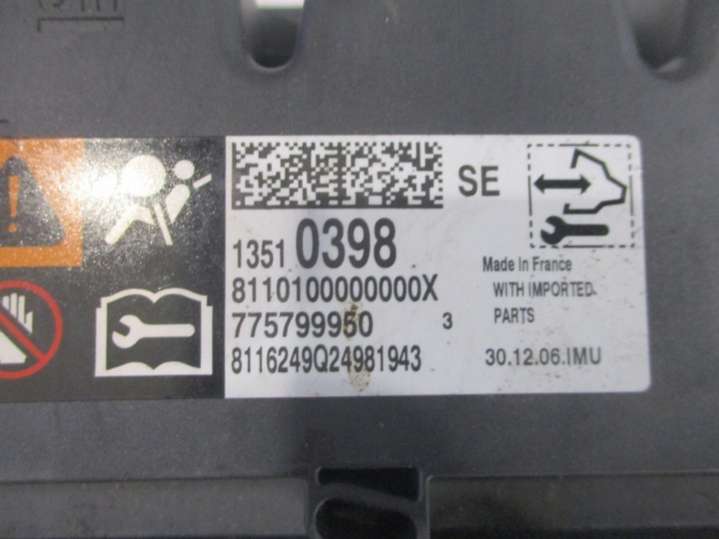 SE
1351 0398
8110100000000X
775799950 3
8116249Q24981943
Made In France
WITH IMPORTED
PARTS
30.12.06.IMU